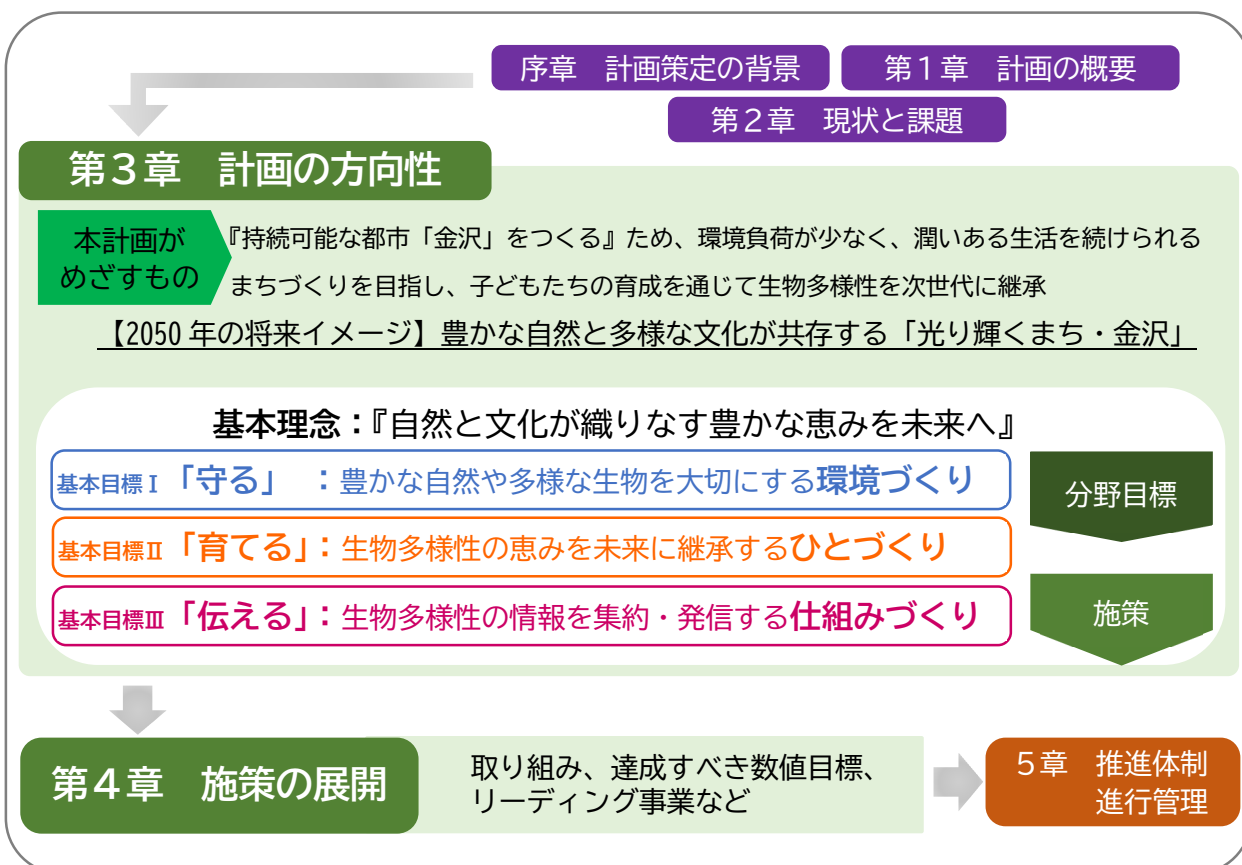 序章　計画策定の背景
第１章　計画の概要
第２章　現状と課題
第３章　計画の方向性
本計画が
めざすもの
『持続可能な都市「金沢」をつくる』ため、環境負荷が少なく、潤いある生活を続けられる
まちづくりを目指し、子どもたちの育成を通じて生物多様性を次世代に継承
【2050 年の将来イメージ】豊かな自然と多様な文化が共存する「光り輝くまち・金沢」
基本理念：『自然と文化が織りなす豊かな恵みを未来へ』
基本目標Ⅰ「守る」　：豊かな自然や多様な生物を大切にする環境づくり
基本目標Ⅱ「育てる」：生物多様性の恵みを未来に継承するひとづくり
基本目標Ⅲ「伝える」：生物多様性の情報を集約・発信する仕組みづくり
分野目標
施策
第４章　施策の展開
取り組み、達成すべき数値目標、
リーディング事業など
５章　推進体制
進行管理